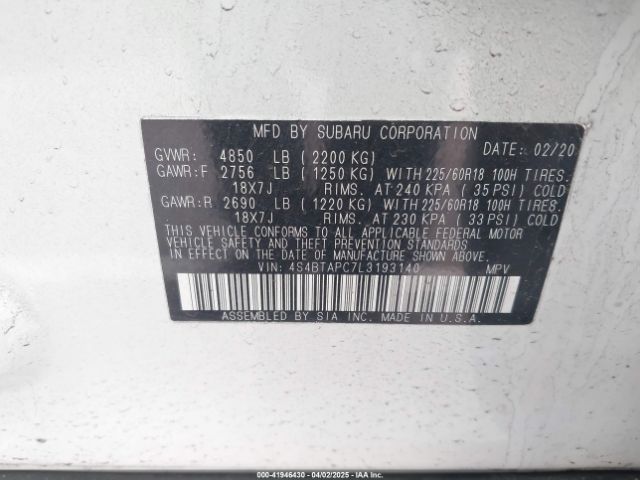 MFD BY SUBARU CORPORATION DATE: 02/20
GVWR: 4850 LB (2200 KG)
GAWR:F 2756 LB (1250 KG) WITH 225/60R18 100H TIRES.
18X7J RIMS. AT 240 KPA (35 PSI) COLD
GAWR:R 2690 LB (1220 KG) WITH 225/60R18 100H TIRES.
18X7J RIMS. AT 230 KPA (33 PSI) COLD
THIS VEHICLE CONFORMS TO ALL APPLICABLE FEDERAL MOTOR
VEHICLE SAFETY AND THEFT PREVENTION STANDARDS IN
EFFECT ON THE DATE OF MANUFACTURE SHOWN ABOVE.
VIN: 4S4BTAPC7L3193140 MPV
ASSEMBLED BY SIA INC. MADE IN U.S.A.
000-41946430 - 04/02/2025 - IAA Inc.